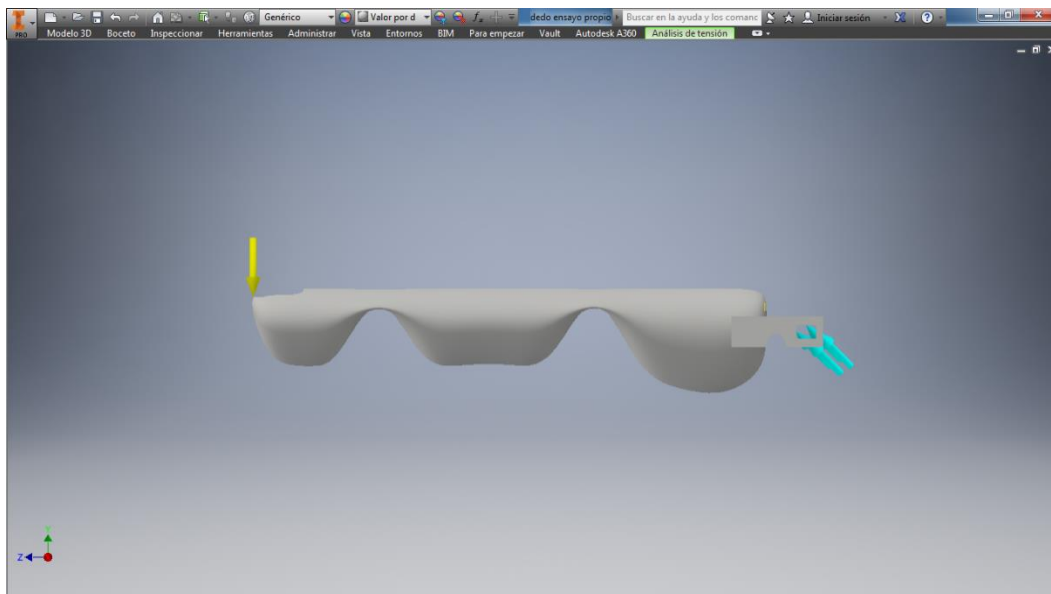 Genérico Valor por d dedo ensayo propio Buscar en la ayuda y los comanc Iniciar sesión
PRO Modelo 3D Boceto Inspeccionar Herramientas Administrar Vista Entornos BIM Para empezar Vault Autodesk A360 Análisis de tensión
Y
Z